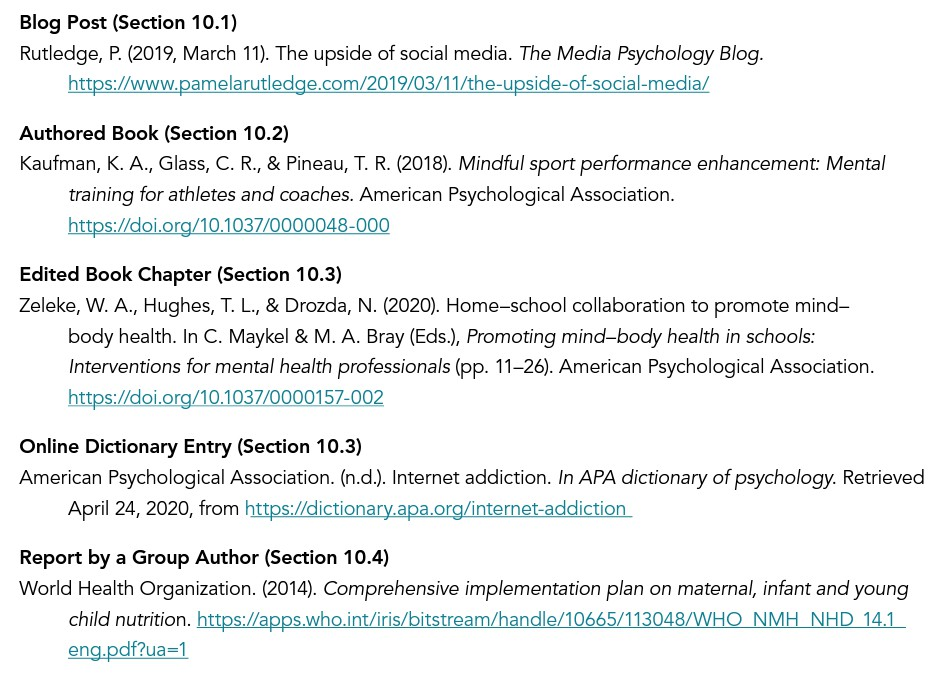 Blog Post (Section 10.1)
Rutledge, P. (2019, March 11). The upside of social media. The Media Psychology Blog.
https://www.pamelarutledge.com/2019/03/11/the-upside-of-social-media/
Authored Book (Section 10.2)
Kaufman, K. A., Glass, C. R., & Pineau, T. R. (2018). Mindful sport performance enhancement: Mental
training for athletes and coaches. American Psychological Association.
https://doi.org/10.1037/0000048-000
Edited Book Chapter (Section 10.3)
Zeleke, W. A., Hughes, T. L., & Drozda, N. (2020). Home–school collaboration to promote mind–
body health. In C. Maykel & M. A. Bray (Eds.), Promoting mind–body health in schools:
Interventions for mental health professionals (pp. 11–26). American Psychological Association.
https://doi.org/10.1037/0000157-002
Online Dictionary Entry (Section 10.3)
American Psychological Association. (n.d.). Internet addiction. In APA dictionary of psychology. Retrieved
April 24, 2020, from https://dictionary.apa.org/internet-addiction
Report by a Group Author (Section 10.4)
World Health Organization. (2014). Comprehensive implementation plan on maternal, infant and young
child nutrition. https://apps.who.int/iris/bitstream/handle/10665/113048/WHO_NMH_NHD_14.1_
eng.pdf?ua=1